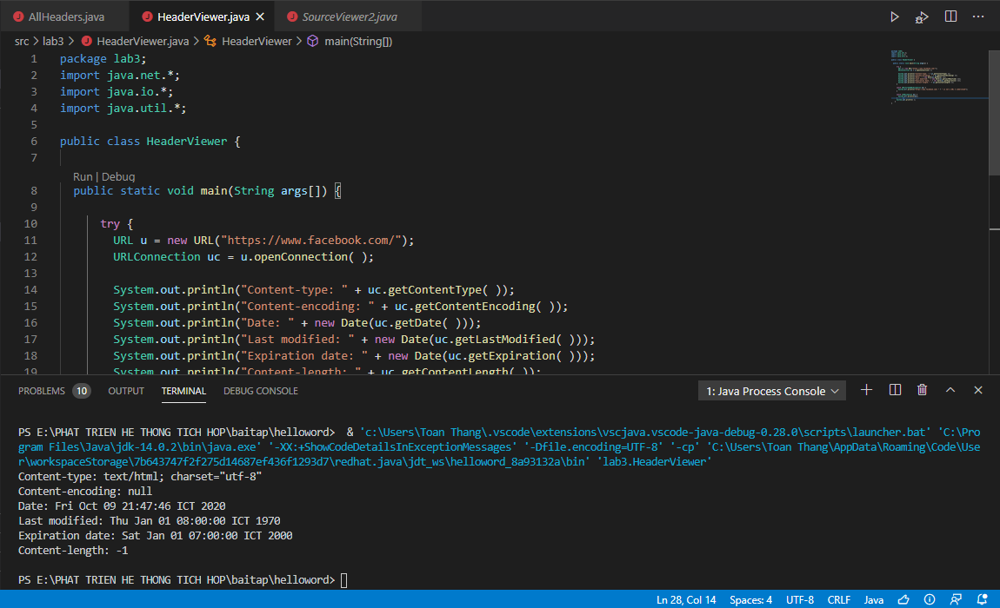 AllHeaders.java HeaderViewer.java SourceViewer2.java
src > lab3 > HeaderViewer.java > HeaderViewer > main(String[])
1 package lab3;
2 import java.net.*;
3 import java.io.*;
4 import java.util.*;
5
6 public class HeaderViewer {
7
Run | Debug
8 public static void main(String args[]) {
9
10 try {
11 URL u = new URL("https://www.facebook.com/");
12 URLConnection uc = u.openConnection( );
13
14 System.out.println("Content-type: " + uc.getContentType( ));
15 System.out.println("Content-encoding: " + uc.getContentEncoding( ));
16 System.out.println("Date: " + new Date(uc.getDate( )));
17 System.out.println("Last modified: " + new Date(uc.getLastModified( )));
18 System.out.println("Expiration date: " + new Date(uc.getExpiration( )));
19 System.out.println("Content-length: " + uc.getContentLength( ));
PROBLEMS 10 OUTPUT TERMINAL DEBUG CONSOLE 1: Java Process Console
PS E:\PHAT TRIEN HE THONG TICH HOP\baitap\helloword> & 'c:\Users\Toan Thang\.vscode\extensions\vscjava.vscode-java-debug-0.28.0\scripts\launcher.bat' 'C:\Pro
gram Files\Java\jdk-14.0.2\bin\java.exe' '-XX:+ShowCodeDetailsInExceptionMessages' '-Dfile.encoding=UTF-8' '-cp' 'C:\Users\Toan Thang\AppData\Roaming\Code\Use
r\workspaceStorage\7b643747f2f275d14687ef436f1293d7\redhat.java\jdt_ws\helloword_8a93132a\bin' 'lab3.HeaderViewer'
Content-type: text/html; charset="utf-8"
Content-encoding: null
Date: Fri Oct 09 21:47:46 ICT 2020
Last modified: Thu Jan 01 08:00:00 ICT 1970
Expiration date: Sat Jan 01 07:00:00 ICT 2000
Content-length: -1
PS E:\PHAT TRIEN HE THONG TICH HOP\baitap\helloword>
Ln 28, Col 14 Spaces: 4 UTF-8 CRLF Java